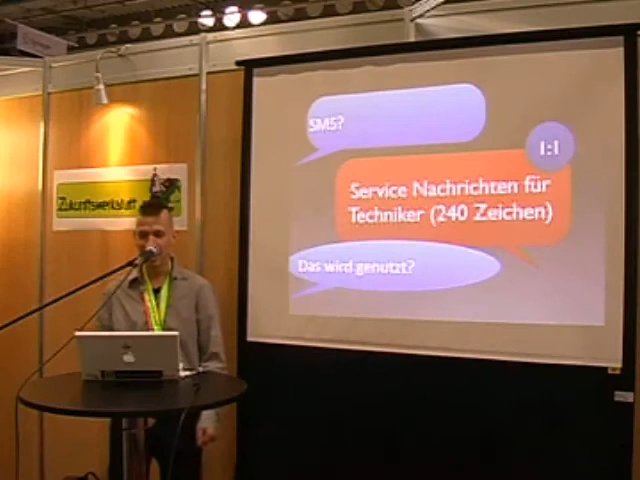 SMS?
1:1
Service Nachrichten für
Techniker (240 Zeichen)
Das wird genutzt?
Zukunftswerkstatt